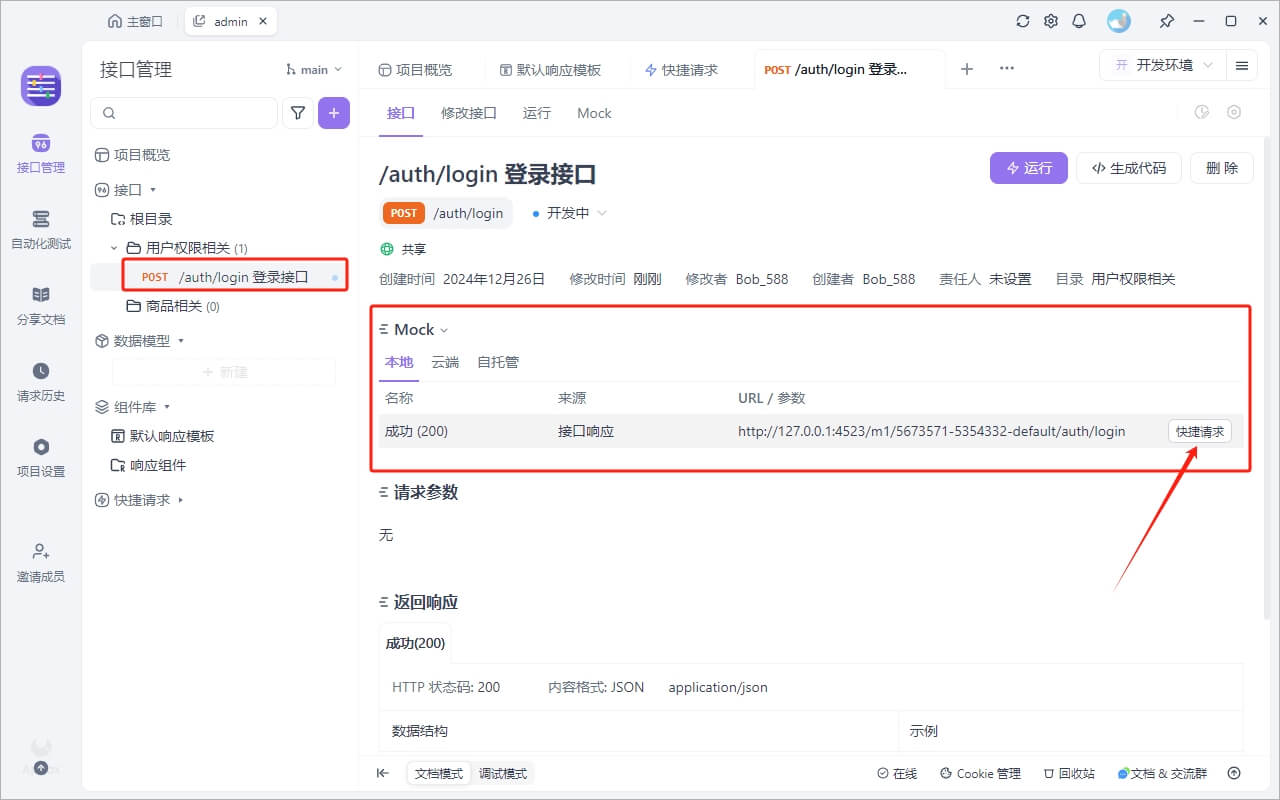 主窗口
admin
接口管理
自动化测试
分享文档
请求历史
项目设置
邀请成员
接口管理
main
项目概览
接口
根目录
用户权限相关 (1)
POST /auth/login 登录接口
商品相关 (0)
数据模型
+ 新建
组件库
默认响应模板
响应组件
快捷请求
项目概览
默认响应模板
快捷请求
POST /auth/login 登录...
开 开发环境
接口 修改接口 运行 Mock
/auth/login 登录接口
运行
生成代码
删 除
POST /auth/login
开发中
共享
创建时间 2024年12月26日 修改时间 刚刚 修改者 Bob_588 创建者 Bob_588 责任人 未设置 目录 用户权限相关
Mock
本地 云端 自托管
名称 来源 URL / 参数
成功 (200) 接口响应 http://127.0.0.1:4523/m1/5673571-5354332-default/auth/login 快捷请求
请求参数
无
返回响应
成功(200)
HTTP 状态码: 200 内容格式: JSON application/json
数据结构 示例
文档模式 调试模式
在线
Cookie 管理
回收站
文档 & 交流群